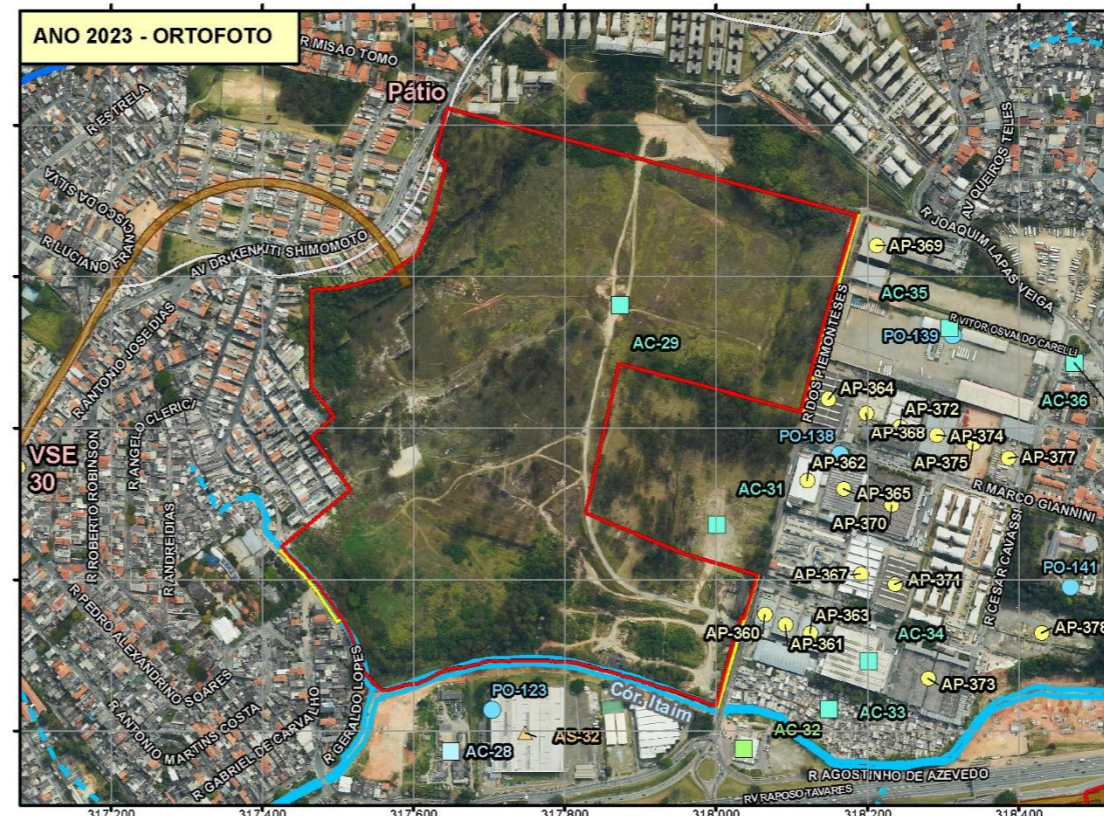 ANO 2023 - ORTOFOTO
R MISAO TOMO
Pátio
R ESTRELA
AV QUEIROS TELES
R LUCIANO FRANCISCO DA SILVA
AV DR KENKITI SHIMOMOTO
R JOAQUIM LAPAS VEIGA
AP-369
R DOS PIEMONTESES
AC-35
R VITOR OSVALDO CARELLI
PO-139
R ANTONIO JOSE DIAS
AC-29
AC-36
AP-364
R ANGELO CLERICI
AP-372
PO-138
AP-368
AP-374
AP-375
AP-377
VSE
30
R ROBERTO ROBINSON
AP-362
AC-31
AP-365
R MARCO GIANNINI
AP-370
R ANDRE DIAS
R CESAR CAVASSI
AP-367
PO-141
AP-371
R PEDRO ALEXANDRINO SOARES
AP-363
AP-360
AP-361
AC-34
AP-378
R ANTONIO MARTINS COSTA
R GABRIEL DE CARVANHO
R GERALDO LOPES
AP-373
PO-123
Cór. Itaim
AC-33
AS-32
AC-32
AC-28
R AGOSTINHO DE AZEVEDO
RV RAPOSO TAVARES
317.200 317.400 317.600 317.800 318.000 318.200 318.400